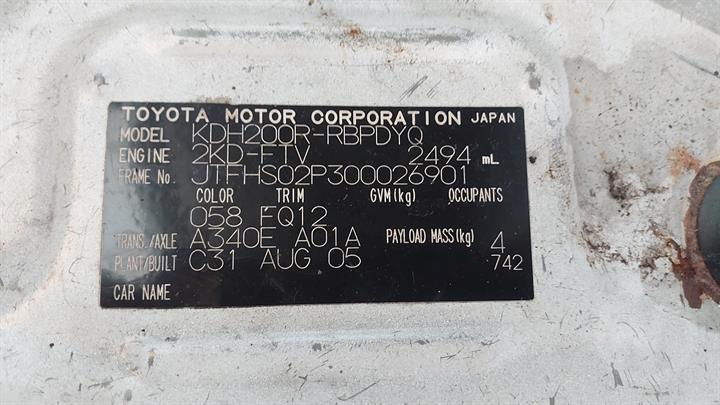 TOYOTA MOTOR CORPORATION JAPAN
MODEL KDH200R-RBPDYQ
ENGINE 2KD-FTV 2494 mL
FRAME No. JTFHS02P300026901
COLOR TRIM GVM(kg) OCCUPANTS
058 FQ12
TRANS./AXLE A340E A01A PAYLOAD MASS(kg) 4
PLANT/BUILT C31 AUG 05 742
CAR NAME